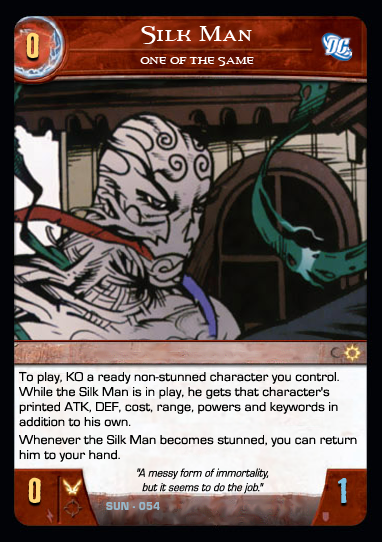 0
SILK MAN
ONE OF THE SAME
DC
To play, KO a ready non-stunned character you control.
While the Silk Man is in play, he gets that character's
printed ATK, DEF, cost, range, powers and keywords in
addition to his own.
Whenever the Silk Man becomes stunned, you can return
him to your hand.
"A messy form of immortality,
but it seems to do the job."
0
SUN - 054
1